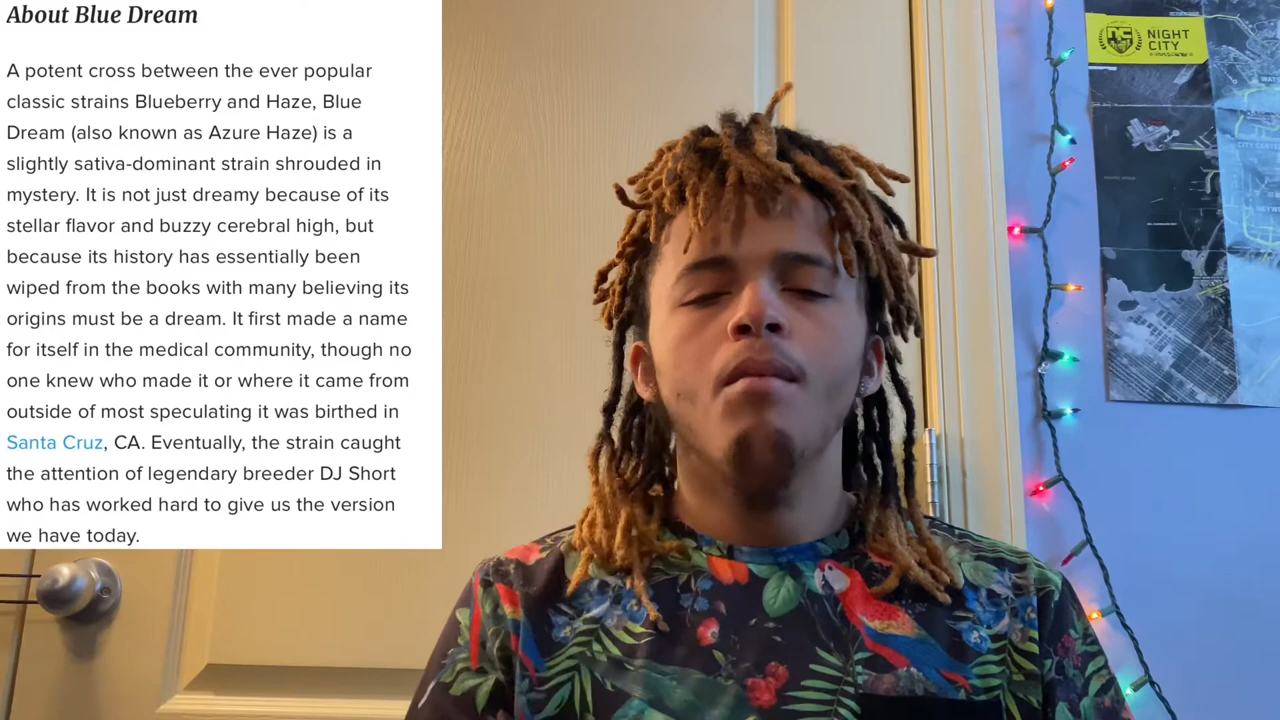 About Blue Dream
A potent cross between the ever popular
classic strains Blueberry and Haze, Blue
Dream (also known as Azure Haze) is a
slightly sativa-dominant strain shrouded in
mystery. It is not just dreamy because of its
stellar flavor and buzzy cerebral high, but
because its history has essentially been
wiped from the books with many believing its
origins must be a dream. It first made a name
for itself in the medical community, though no
one knew who made it or where it came from
outside of most speculating it was birthed in
Santa Cruz, CA. Eventually, the strain caught
the attention of legendary breeder DJ Short
who has worked hard to give us the version
we have today.
NC
NIGHT
CITY